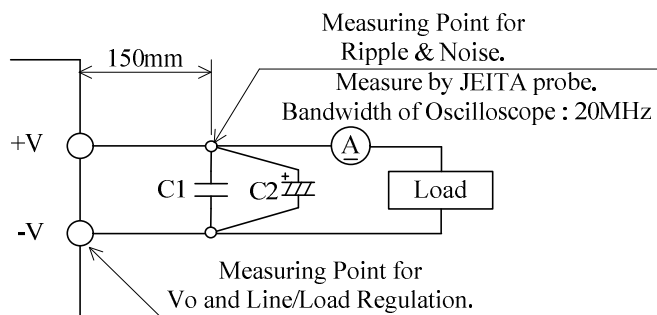 Measuring Point for
Ripple & Noise.
150mm
Measure by JEITA probe.
Bandwidth of Oscilloscope : 20MHz
+V
A
C1
+
C2
Load
-V
Measuring Point for
Vo and Line/Load Regulation.